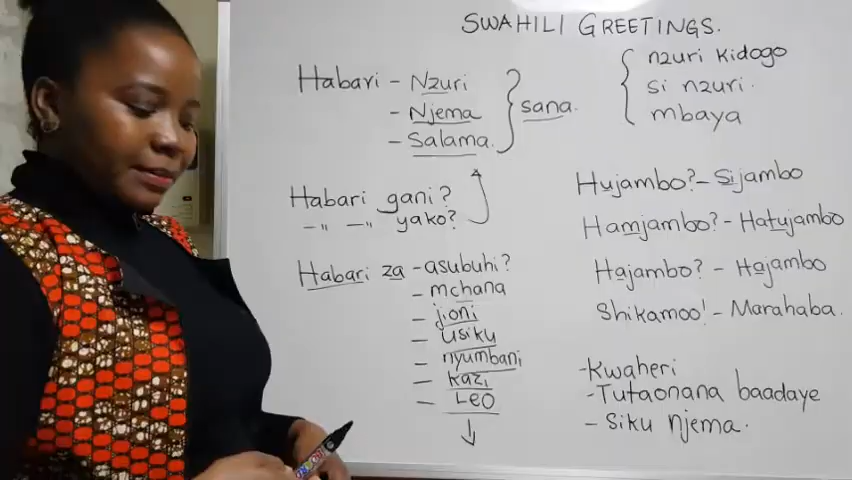 SWAHILI GREETINGS.
Habari - Nzuri
- Njema
- Salama.
} sana.
{ nzuri kidogo
si nzuri.
mbaya
Habari gani?
-〃 -〃- yako?
Habari za - asubuhi?
- mchana
- jioni
- usiku
- nyumbani
- kazi
- Leo
Hujambo? - Sijambo
Hamjambo? - Hatujambo
Hajambo? - Hajambo
Shikamoo! - Marahaba.
- Kwaheri
- Tutaonana baadaye
- Siku njema.